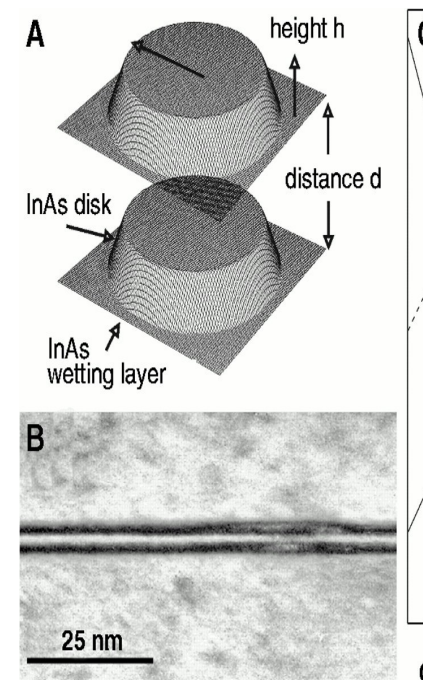 A
height h
distance d
InAs disk
InAs
wetting layer
B
25 nm